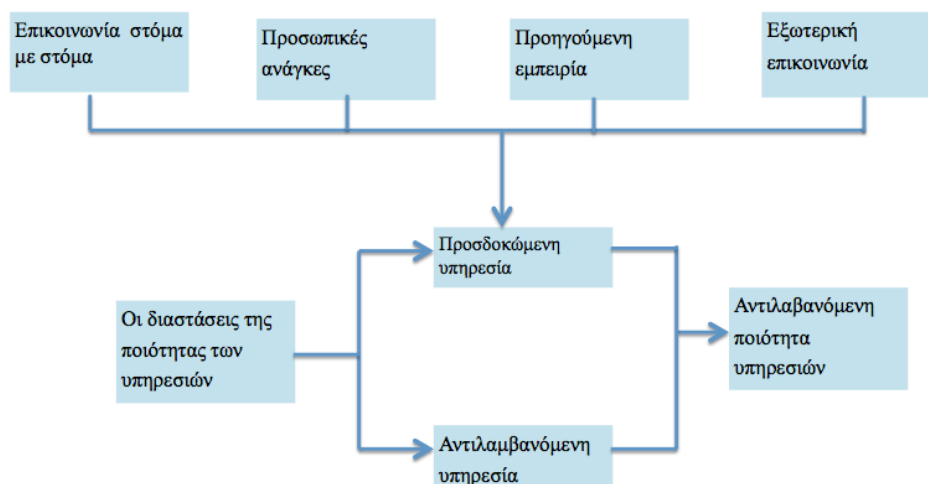 Επικοινωνία στόμα
με στόμα
Προσωπικές
ανάγκες
Προηγούμενη
εμπειρία
Εξωτερική
επικοινωνία
Προσδοκώμενη
υπηρεσία
Οι διαστάσεις της
ποιότητας των
υπηρεσιών
Αντιλαβανόμενη
ποιότητα
υπηρεσιών
Αντιλαμβανόμενη
υπηρεσία